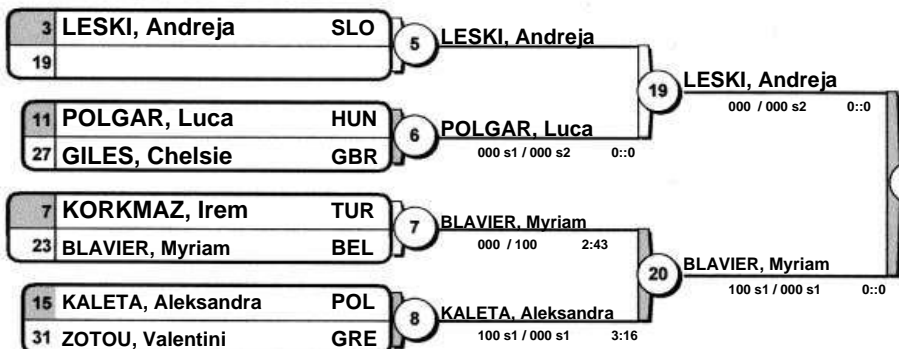 3 LESKI, Andreja SLO
19
5
LESKI, Andreja
11 POLGAR, Luca HUN
27 GILES, Chelsie GBR
6
POLGAR, Luca
000 s1 / 000 s2 0::0
19
LESKI, Andreja
000 / 000 s2 0::0
7 KORKMAZ, Irem TUR
23 BLAVIER, Myriam BEL
7
BLAVIER, Myriam
000 / 100 2:43
15 KALETA, Aleksandra POL
31 ZOTOU, Valentini GRE
8
KALETA, Aleksandra
100 s1 / 000 s1 3:16
20
BLAVIER, Myriam
100 s1 / 000 s1 0::0